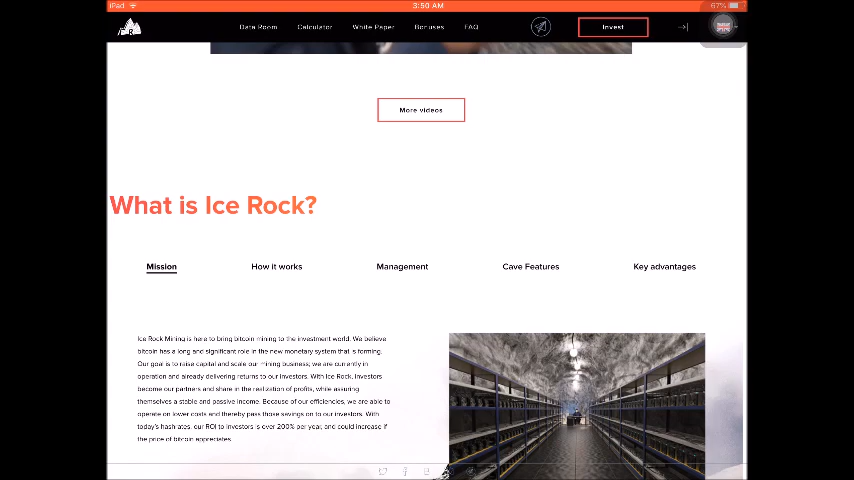 iPad 3:50 AM 67%
Data Room Calculator White Paper Bonuses FAQ Invest
More videos
What is Ice Rock?
Mission How it works Management Cave Features Key advantages
Ice Rock Mining is here to bring bitcoin mining to the investment world. We believe
bitcoin has a long and significant role in the new monetary system that is forming.
Our goal is to raise capital and scale our mining business; we are currently in
operation and already delivering returns to our investors. With Ice Rock, investors
become our partners and share in the realization of profits, while assuring
themselves a stable and passive income. Because of our efficiencies, we are able to
operate on lower costs and thereby pass those savings on to our investors. With
today's hashrates, our ROI to investors is over 200% per year, and could increase if
the price of bitcoin appreciates.